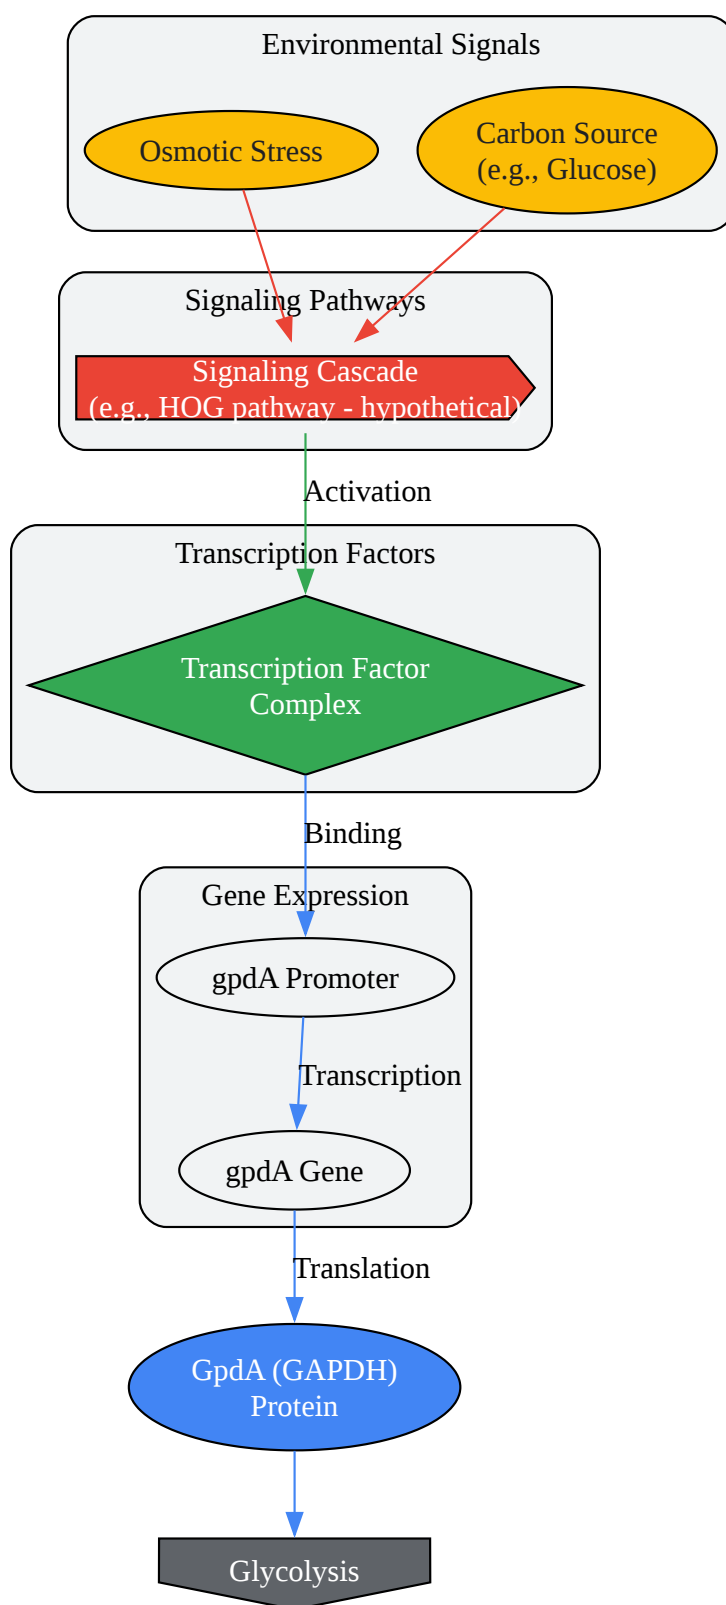 Environmental Signals
Osmotic Stress
Carbon Source
(e.g., Glucose)
Signaling Pathways
Signaling Cascade
(e.g., HOG pathway - hypothetical)
Activation
Transcription Factors
Transcription Factor
Complex
Binding
Gene Expression
gpdA Promoter
Transcription
gpdA Gene
Translation
GpdA (GAPDH)
Protein
Glycolysis